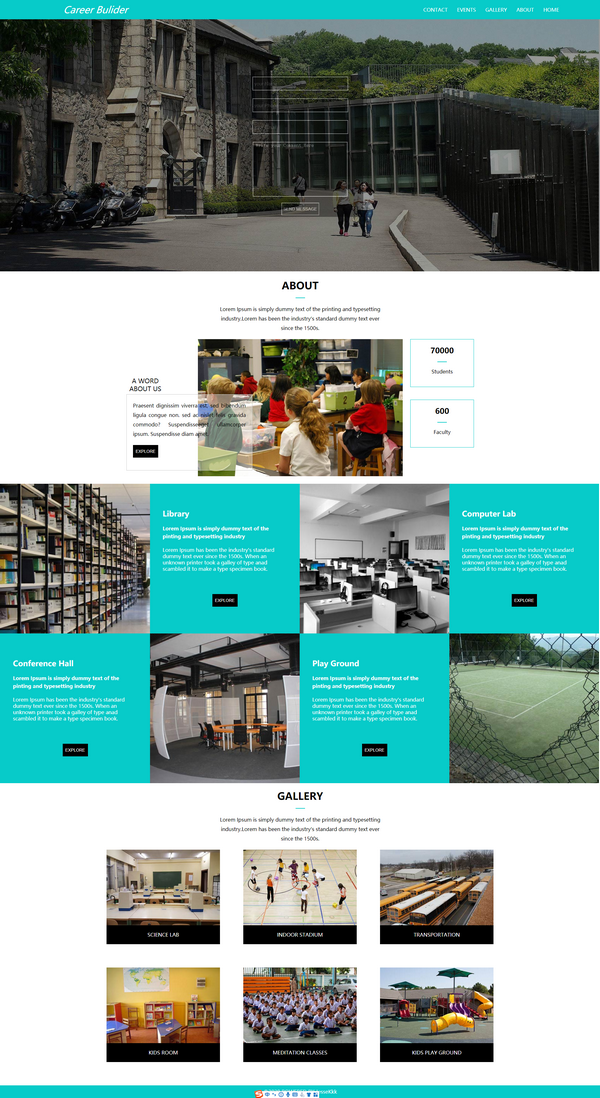 Career Bulider
CONTACT EVENTS GALLERY ABOUT HOME
ABOUT
Lorem Ipsum is simply dummy text of the printing and typesetting
industry.Lorem has been the industry's standard dummy text ever
since the 1500s.
A WORD
ABOUT US
Praesent dignissim viverra est, sed bibendum
ligula congue non. sed ac nislet felis gravida
commodo? Suspendisseeget ullamcorper
ipsum. Suspendisse diam amet.
EXPLORE
70000
Students
600
Faculty
Library
Lorem Ipsum is simply dummy text of the
pinting and typesetting industry
Lorem Ipsum has been the industry's standard
dummy text ever since the 1500s. When an
unknown printer took a galley of type anad
scambled it to make a type specimen book.
EXPLORE
Computer Lab
Lorem Ipsum is simply dummy text of the
pinting and typesetting industry
Lorem Ipsum has been the industry's standard
dummy text ever since the 1500s. When an
unknown printer took a galley of type anad
scambled it to make a type specimen book.
EXPLORE
Conference Hall
Lorem Ipsum is simply dummy text of the
pinting and typesetting industry
Lorem Ipsum has been the industry's standard
dummy text ever since the 1500s. When an
unknown printer took a galley of type anad
scambled it to make a type specimen book.
EXPLORE
Play Ground
Lorem Ipsum is simply dummy text of the
pinting and typesetting industry
Lorem Ipsum has been the industry's standard
dummy text ever since the 1500s. When an
unknown printer took a galley of type anad
scambled it to make a type specimen book.
EXPLORE
GALLERY
Lorem Ipsum is simply dummy text of the printing and typesetting
industry.Lorem has been the industry's standard dummy text ever
since the 1500s.
SCIENCE LAB
INDOOR STADIUM
TRANSPORTATION
KIDS ROOM
MEDITATION CLASSES
KIDS PLAY GROUND